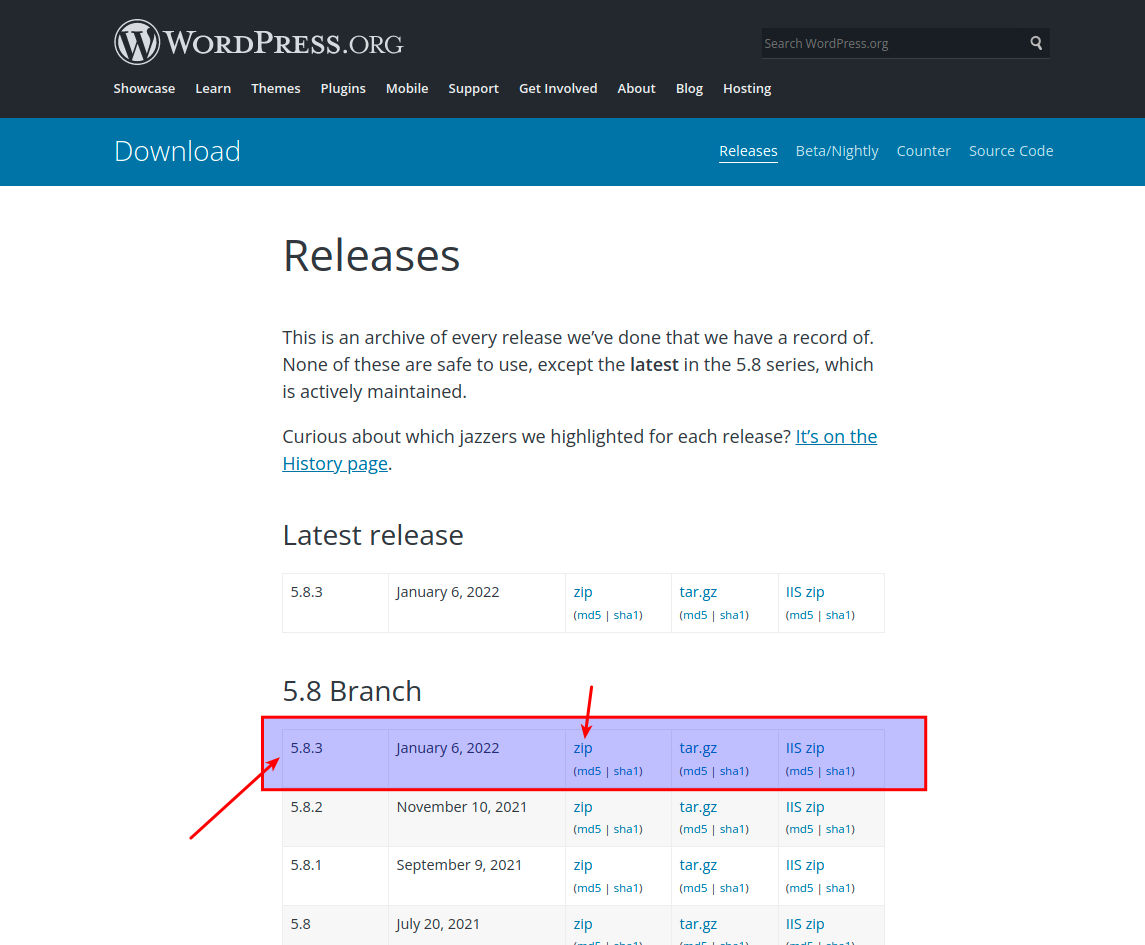 WORDPRESS.ORG
Search WordPress.org
Showcase Learn Themes Plugins Mobile Support Get Involved About Blog Hosting
Download
Releases Beta/Nightly Counter Source Code
Releases
This is an archive of every release we’ve done that we have a record of.
None of these are safe to use, except the latest in the 5.8 series, which
is actively maintained.
Curious about which jazzers we highlighted for each release? It’s on the
History page.
Latest release
5.8.3 January 6, 2022 zip tar.gz IIS zip
(md5 | sha1) (md5 | sha1) (md5 | sha1)
5.8 Branch
5.8.3 January 6, 2022 zip tar.gz IIS zip
(md5 | sha1) (md5 | sha1) (md5 | sha1)
5.8.2 November 10, 2021 zip tar.gz IIS zip
(md5 | sha1) (md5 | sha1) (md5 | sha1)
5.8.1 September 9, 2021 zip tar.gz IIS zip
(md5 | sha1) (md5 | sha1) (md5 | sha1)
5.8 July 20, 2021 zip tar.gz IIS zip